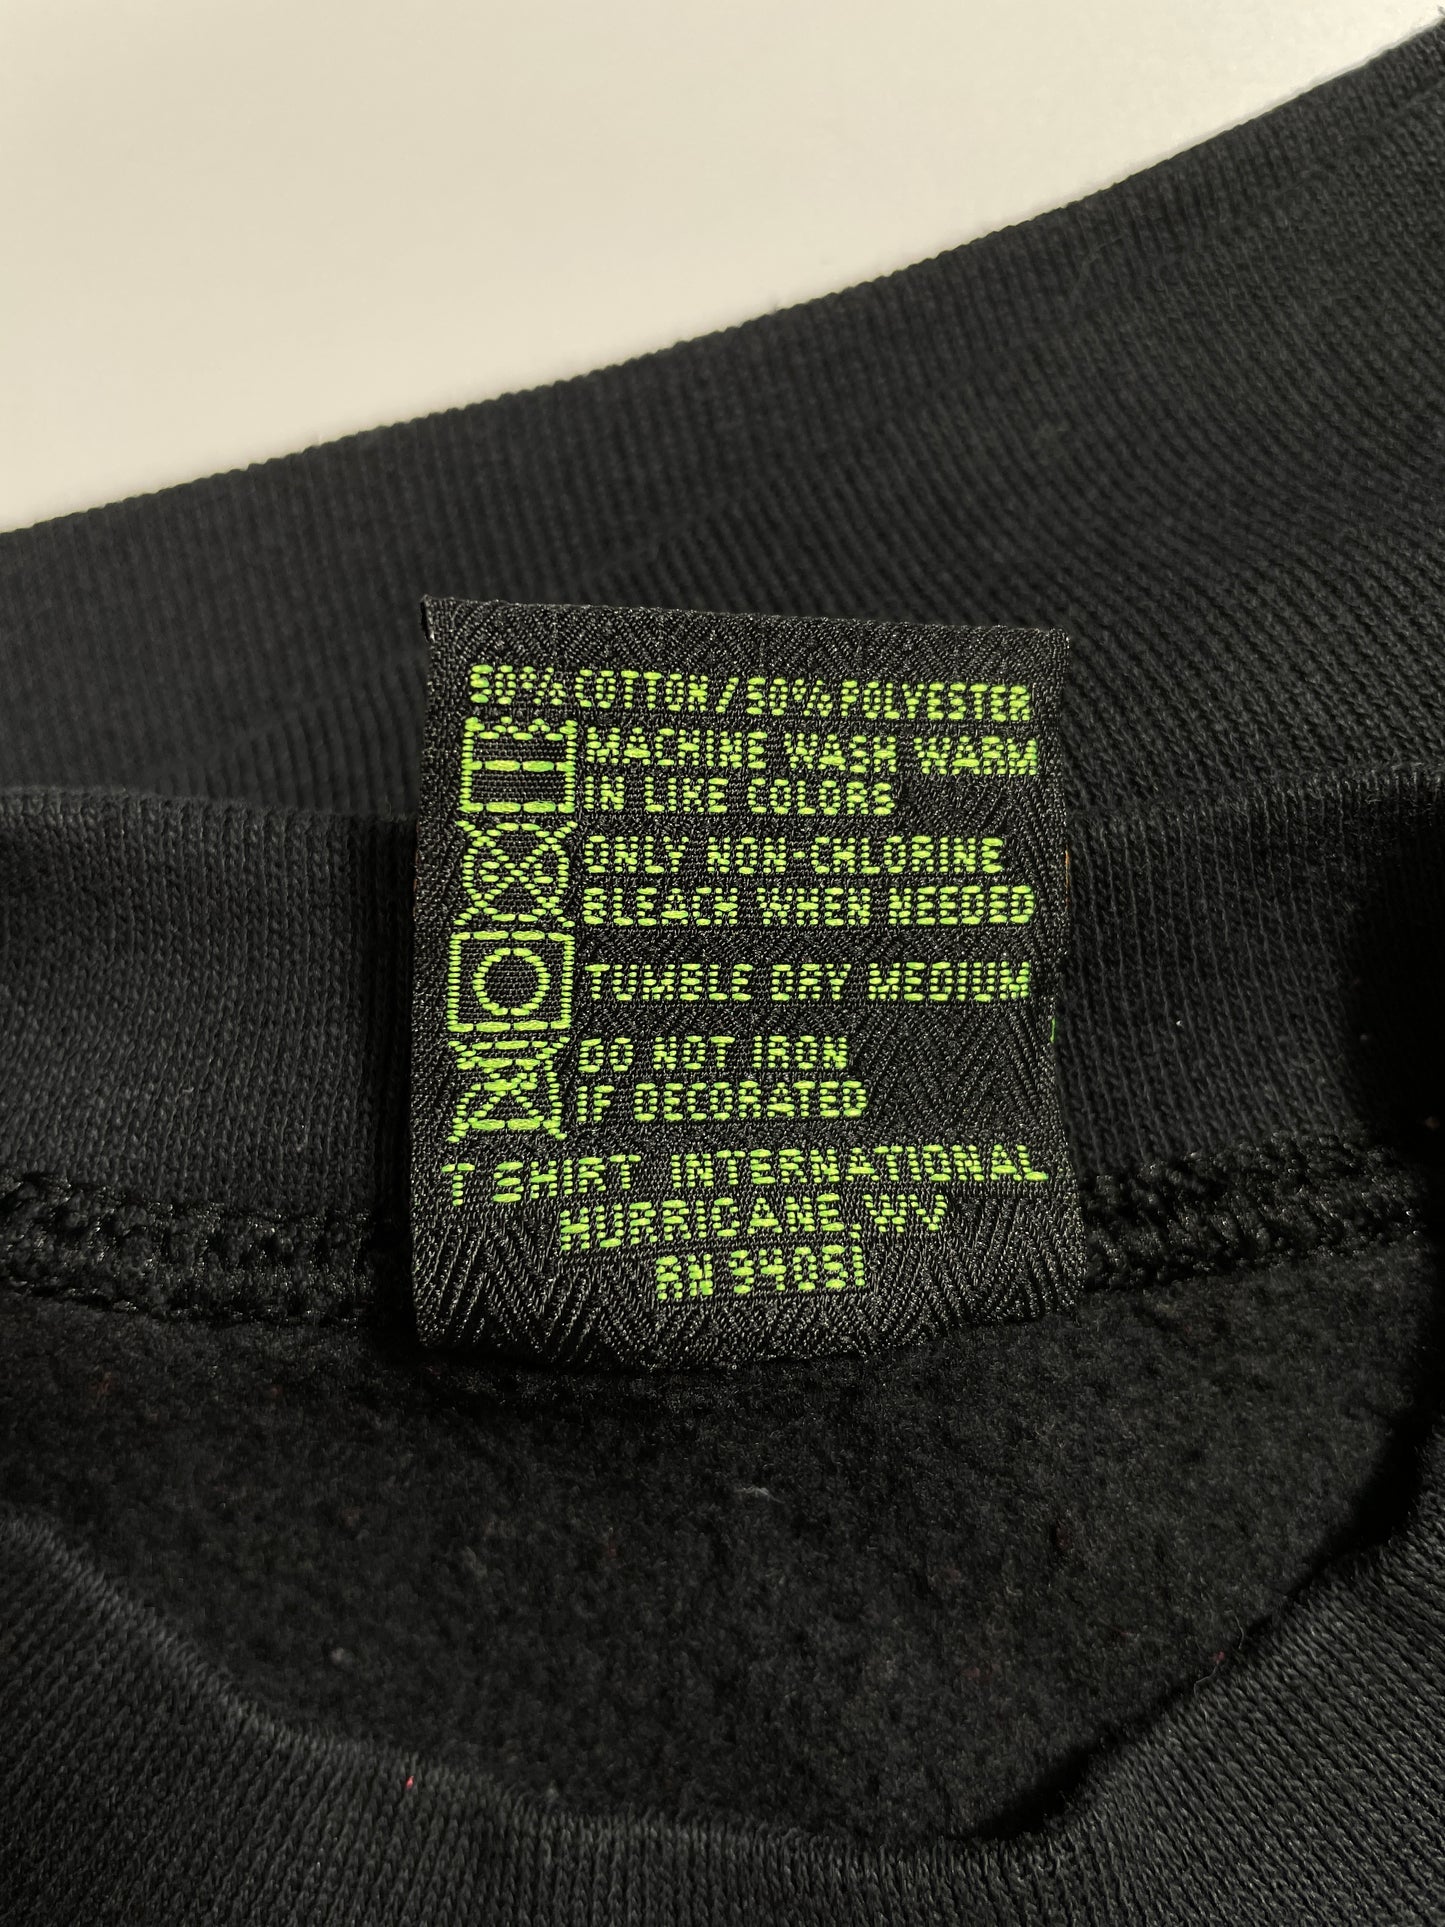 50% COTTON/50% POLYESTER
MACHINE WASH WARM
IN LIKE COLORS
ONLY NON-CHLORINE
BLEACH WHEN NEEDED
TUMBLE DRY MEDIUM
DO NOT IRON
IF DECORATED
T SHIRT INTERNATIONAL
HURRICANE, WV
RN 94051